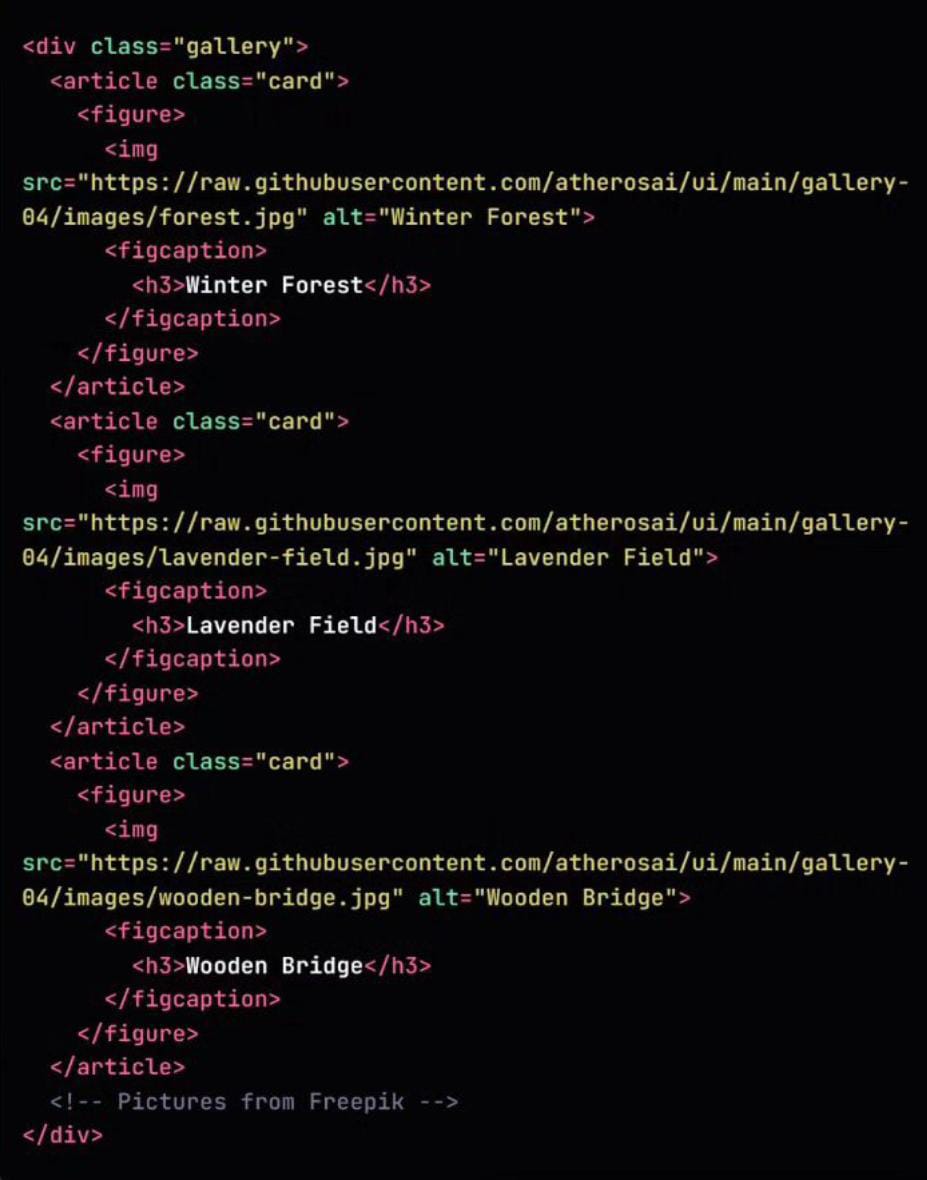 <div class="gallery">
  <article class="card">
    <figure>
      <img
src="https://raw.githubusercontent.com/atherosai/ui/main/gallery-
04/images/forest.jpg" alt="Winter Forest">
      <figcaption>
        <h3>Winter Forest</h3>
      </figcaption>
    </figure>
  </article>
  <article class="card">
    <figure>
      <img
src="https://raw.githubusercontent.com/atherosai/ui/main/gallery-
04/images/lavender-field.jpg" alt="Lavender Field">
      <figcaption>
        <h3>Lavender Field</h3>
      </figcaption>
    </figure>
  </article>
  <article class="card">
    <figure>
      <img
src="https://raw.githubusercontent.com/atherosai/ui/main/gallery-
04/images/wooden-bridge.jpg" alt="Wooden Bridge">
      <figcaption>
        <h3>Wooden Bridge</h3>
      </figcaption>
    </figure>
  </article>
  <!-- Pictures from Freepik -->
</div>